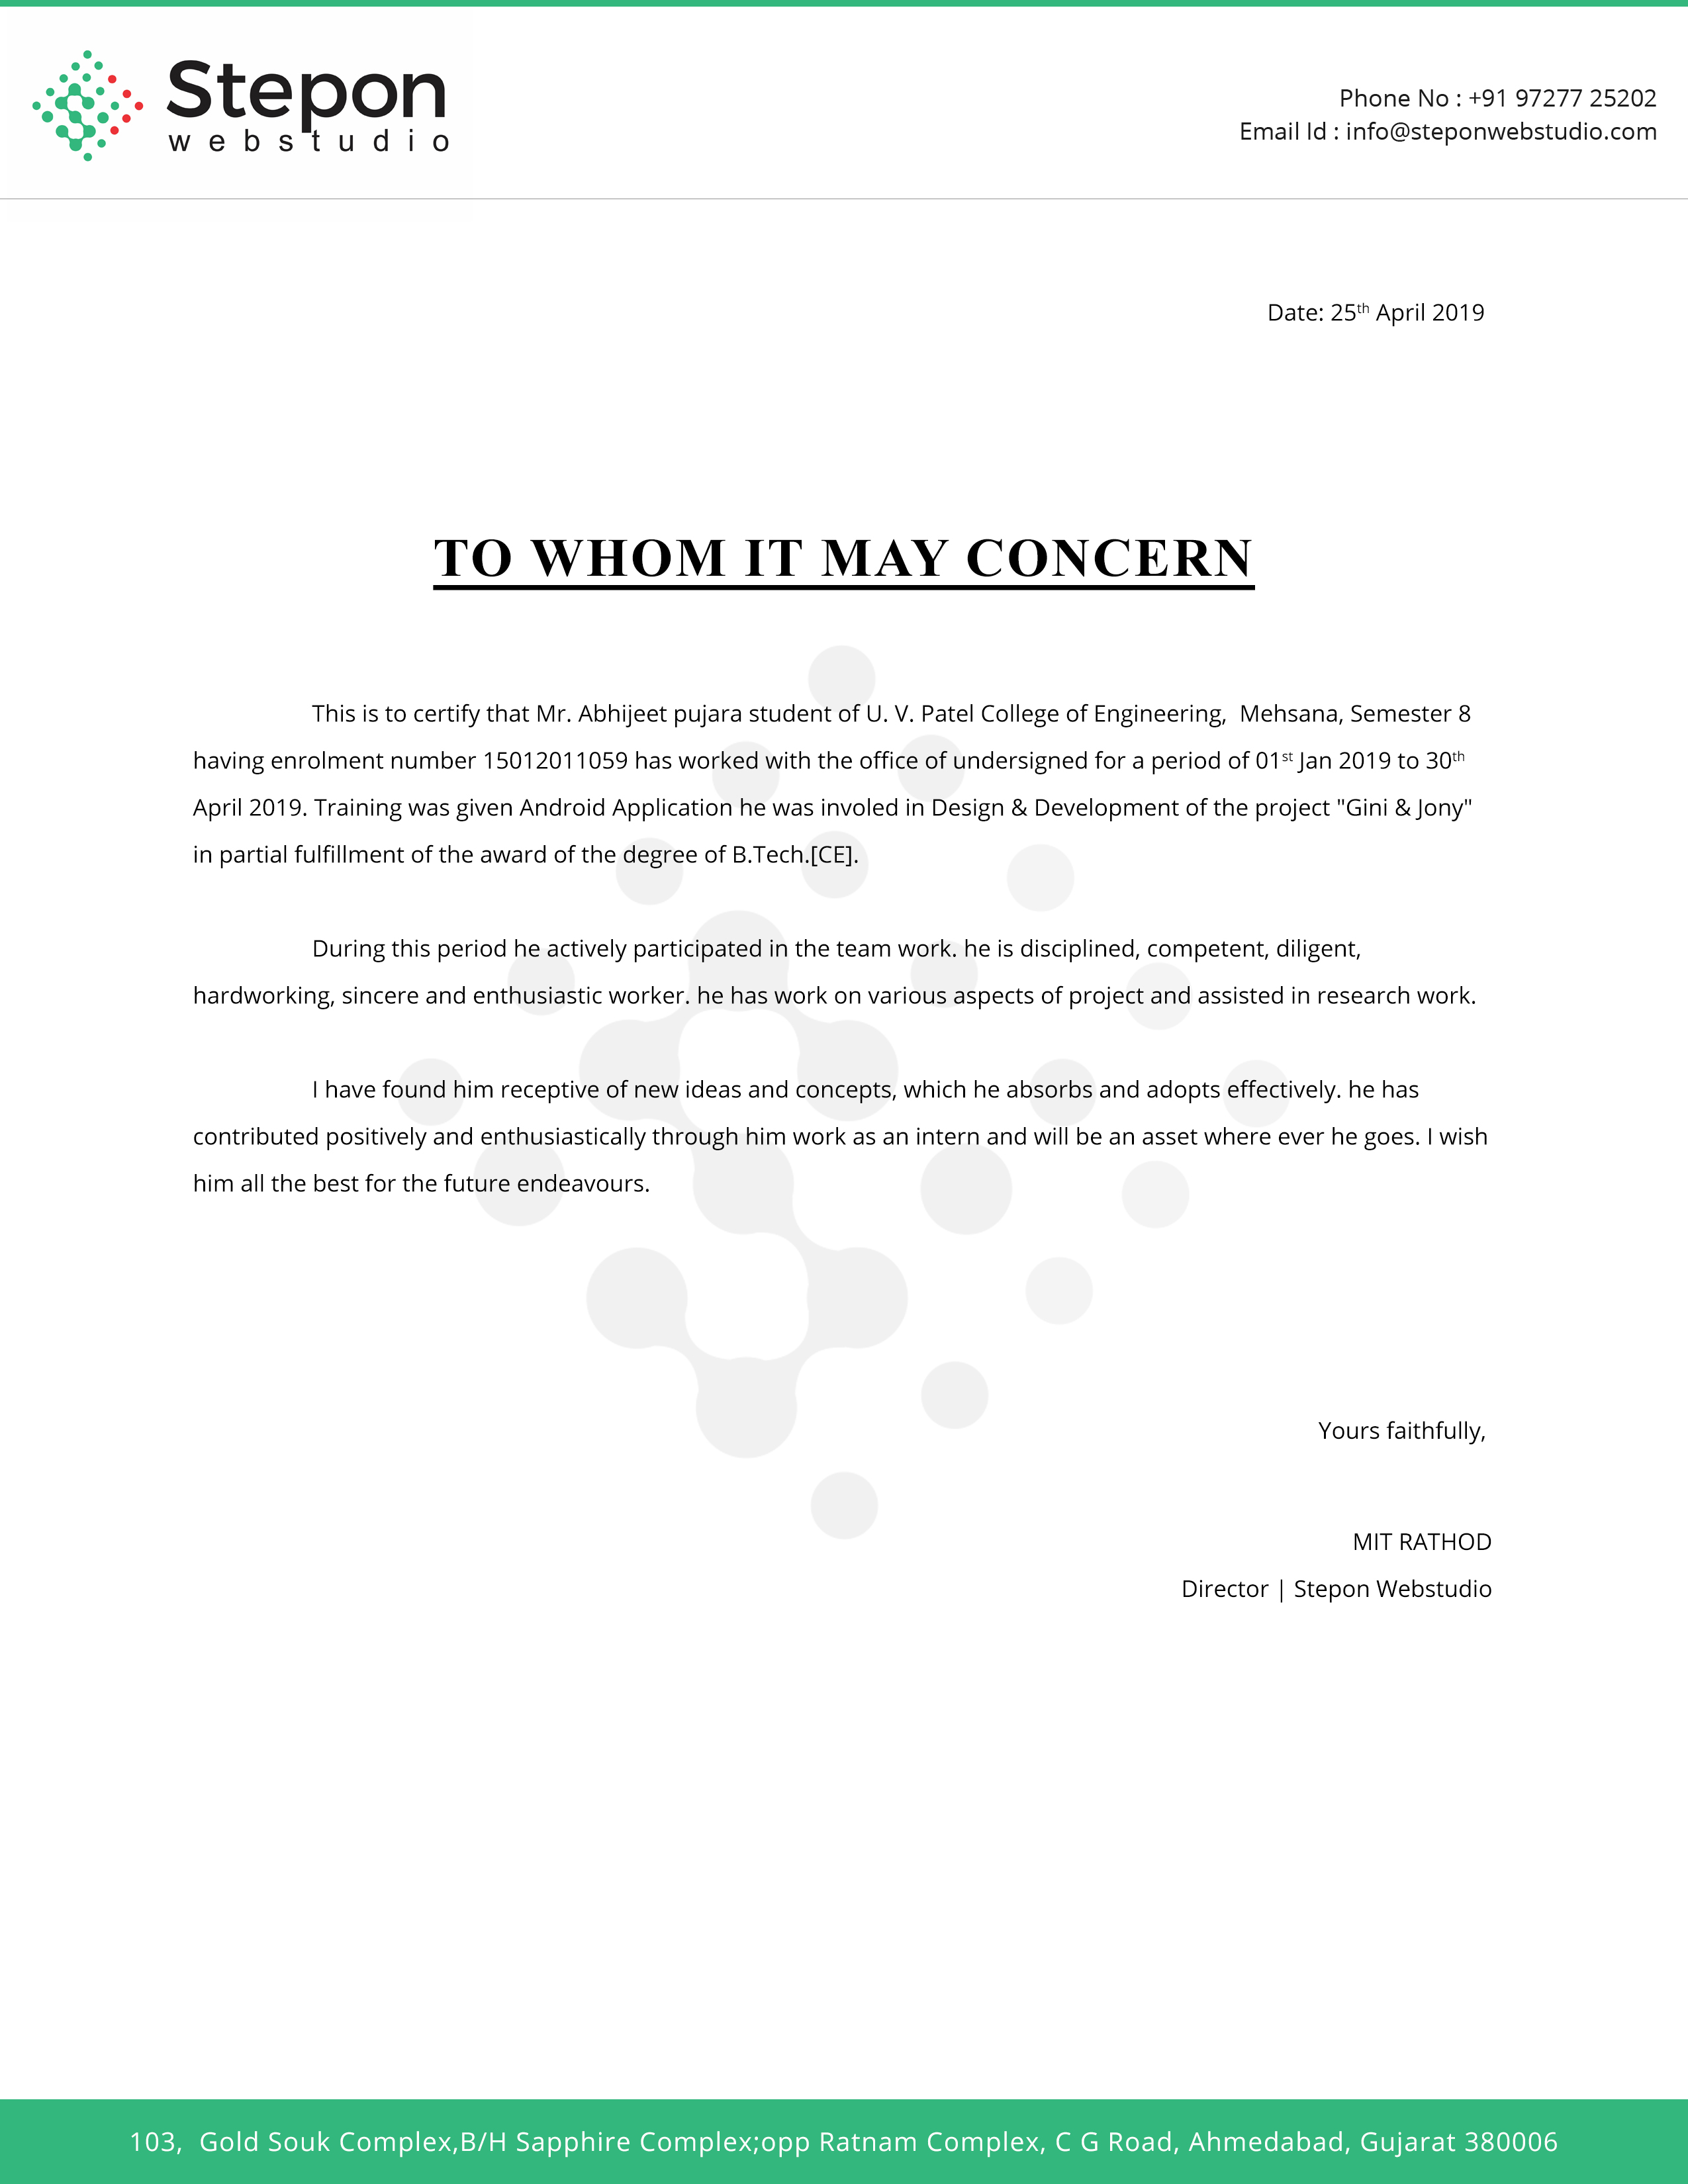 Stepon
webstudio
Phone No : +91 97277 25202
Email Id : info@steponwebstudio.com
Date: 25th April 2019
TO WHOM IT MAY CONCERN
This is to certify that Mr. Abhijeet pujara student of U. V. Patel College of Engineering,  Mehsana, Semester 8
having enrolment number 15012011059 has worked with the office of undersigned for a period of 01st Jan 2019 to 30th
April 2019. Training was given Android Application he was involed in Design & Development of the project "Gini & Jony"
in partial fulfillment of the award of the degree of B.Tech.[CE].
During this period he actively participated in the team work. he is disciplined, competent, diligent,
hardworking, sincere and enthusiastic worker. he has work on various aspects of project and assisted in research work.
I have found him receptive of new ideas and concepts, which he absorbs and adopts effectively. he has
contributed positively and enthusiastically through him work as an intern and will be an asset where ever he goes. I wish
him all the best for the future endeavours.
Yours faithfully,
MIT RATHOD
Director | Stepon Webstudio
103,  Gold Souk Complex,B/H Sapphire Complex;opp Ratnam Complex, C G Road, Ahmedabad, Gujarat 380006